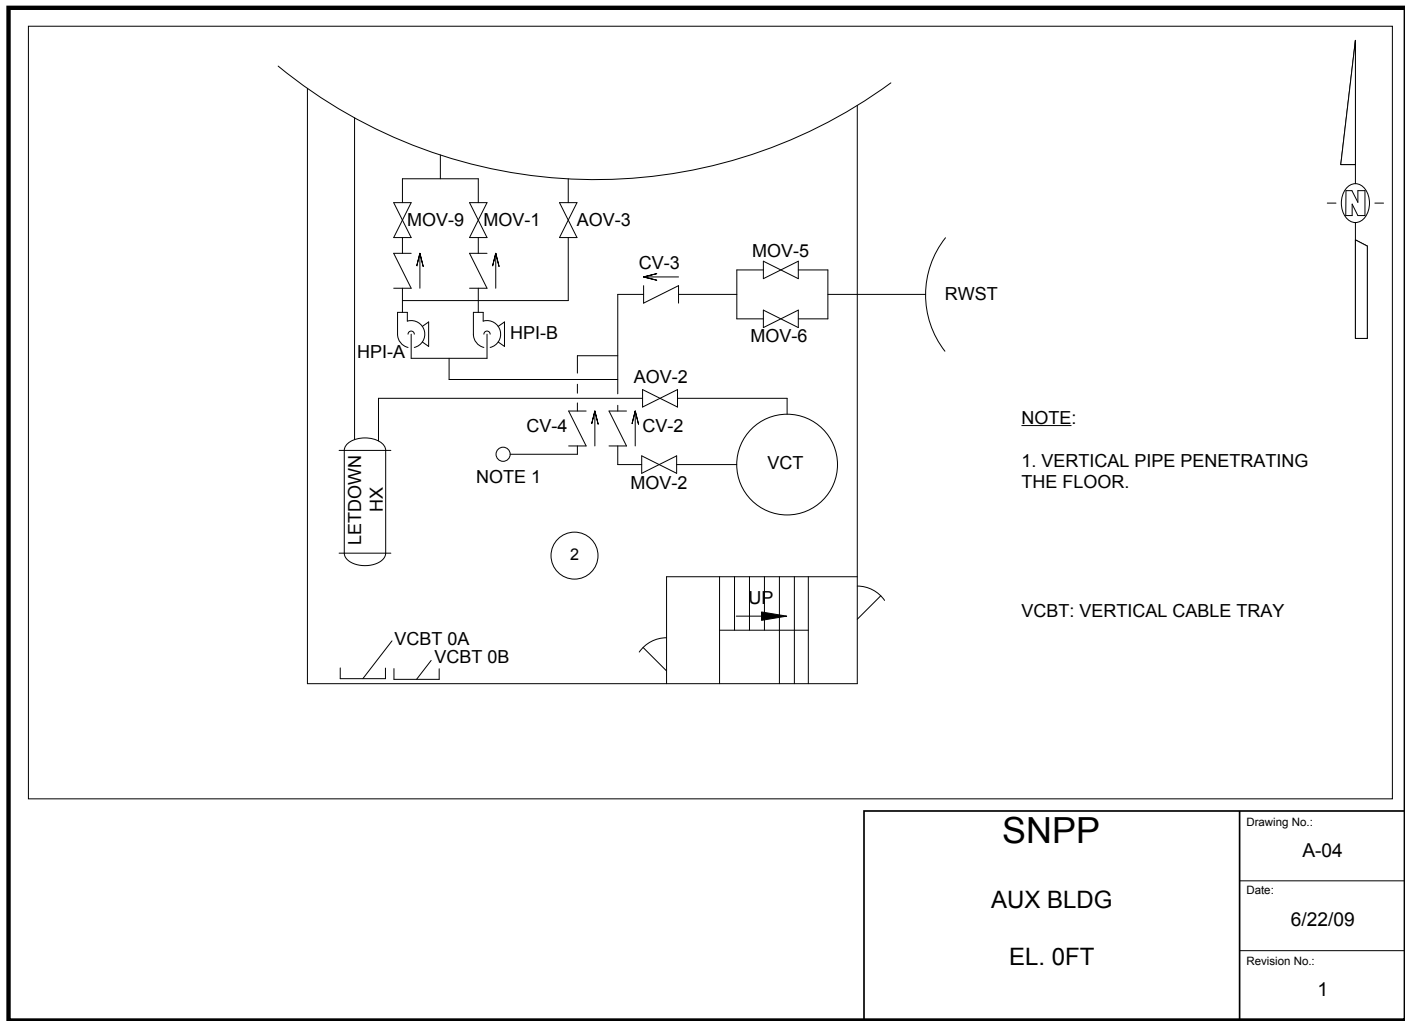 MOV-9
MOV-1
AOV-3
N
MOV-5
CV-3
RWST
HPI-B
MOV-6
HPI-A
AOV-2
CV-4
CV-2
NOTE:
LETDOWN
HX
VCT
1. VERTICAL PIPE PENETRATING
THE FLOOR.
NOTE 1
MOV-2
2
UP
VCBT: VERTICAL CABLE TRAY
VCBT 0A
VCBT 0B
SNPP
AUX BLDG
EL. 0FT
Drawing No.:
A-04
Date:
6/22/09
Revision No.:
1